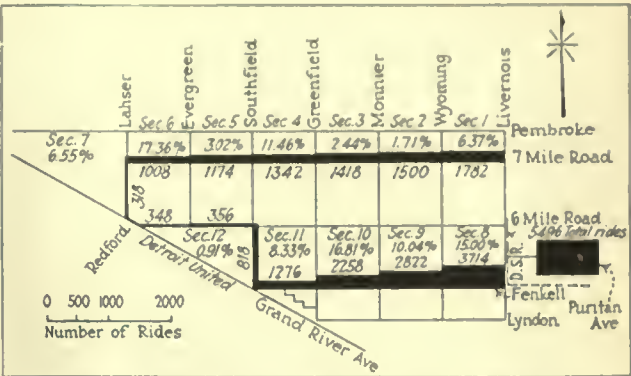 Lahser
Evergreen
Southfield
Greenfield
Monnier
Wyoming
Livernois
Sec. 7
6.55%
Sec. 6 Sec. 5 Sec. 4 Sec. 3 Sec. 2 Sec. 1
17.36% 3.02% 11.46% 2.44% 1.71% 6.37%
Pembroke
7 Mile Road
1008 1174 1342 1418 1500 1782
318
348 356
6 Mile Road
Redford
Detroit United
Sec. 12
0.91%
818
Sec. 11
8.33%
1276
Sec. 10
16.81%
2258
Sec. 9
10.04%
2822
Sec. 8
15.00%
3714
D.S.R.
5496 Total rides
Fenkell
Lyndon
Puritan
Ave
Grand River Ave
0 500 1000 2000
Number of Rides